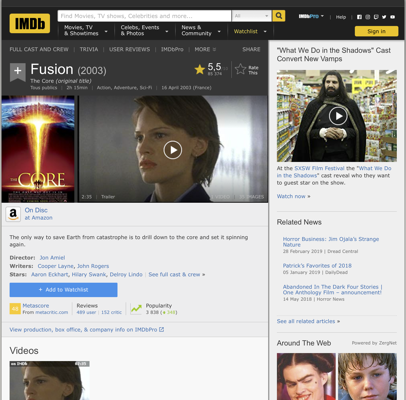 IMDb
Find Movies, TV shows, Celebrities and more...
All
IMDbPro
Help
Movies, TV
& Showtimes
Celebs, Events
& Photos
News &
Community
Watchlist
Sign in
FULL CAST AND CREW | TRIVIA | USER REVIEWS | IMDbPro | MORE
SHARE
Fusion (2003)
The Core (original title)
Tous publics | 2h 15min | Action, Adventure, Sci-Fi | 16 April 2003 (France)
5,5
Rate
This
THE CORE
2:35 | Trailer
On Disc
at Amazon
The only way to save Earth from catastrophe is to drill down to the core and set it spinning
again.
Director: Jon Amiel
Writers: Cooper Layne, John Rogers
Stars: Aaron Eckhart, Hilary Swank, Delroy Lindo | See full cast & crew »
+ Add to Watchlist
Metascore
From metacritic.com
Reviews
489 user | 152 critic
Popularity
3 838
View production, box office, & company info on IMDbPro
Videos
"What We Do in the Shadows" Cast
Convert New Vamps
At the SXSW Film Festival the "What We Do
in the Shadows" cast reveal who they want
to guest star on the show.
Watch now »
Related News
Horror Business: Jim Ojala's Strange
Nature
28 February 2019 | Dread Central
Patrick's Favorites of 2018
05 January 2019 | DailyDead
Abandoned In The Dark Four Stories |
One Anthology Film – announcement!
14 May 2018 | Horror News
See all related articles »
Around The Web
Powered by ZergNet